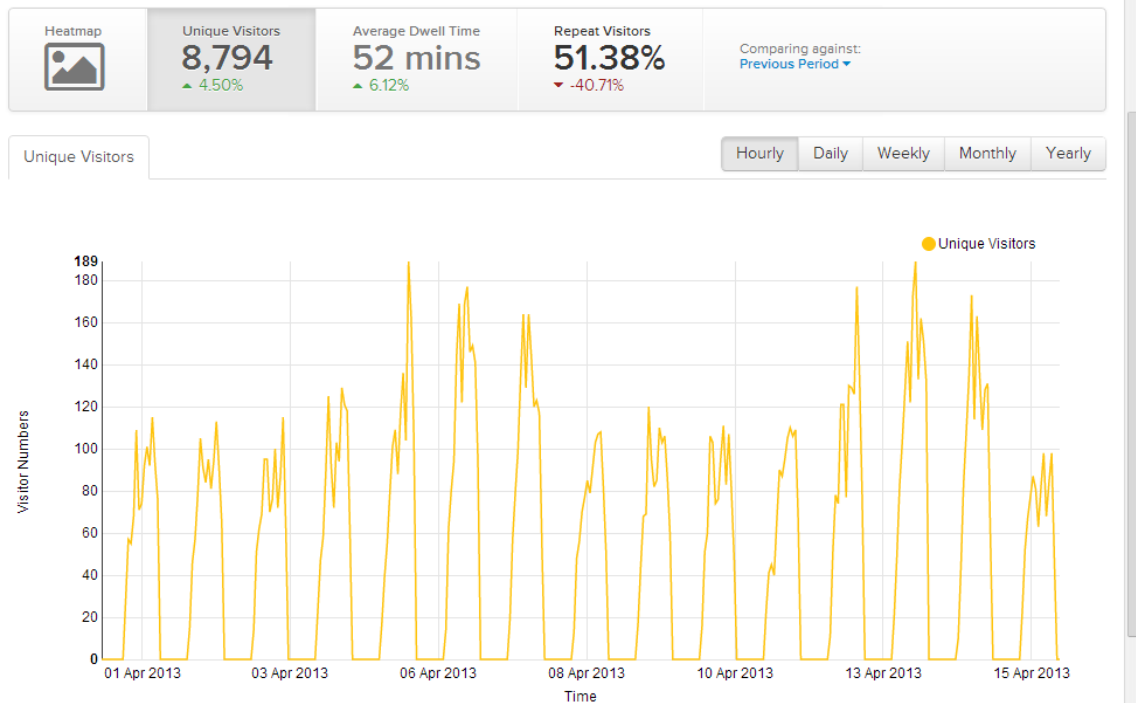 Heatmap
Unique Visitors
8,794
4.50%
Average Dwell Time
52 mins
6.12%
Repeat Visitors
51.38%
-40.71%
Comparing against:
Previous Period
Unique Visitors
Hourly Daily Weekly Monthly Yearly
Unique Visitors
189
180
160
140
120
100
80
60
40
20
0
Visitor Numbers
01 Apr 2013 03 Apr 2013 06 Apr 2013 08 Apr 2013 10 Apr 2013 13 Apr 2013 15 Apr 2013
Time